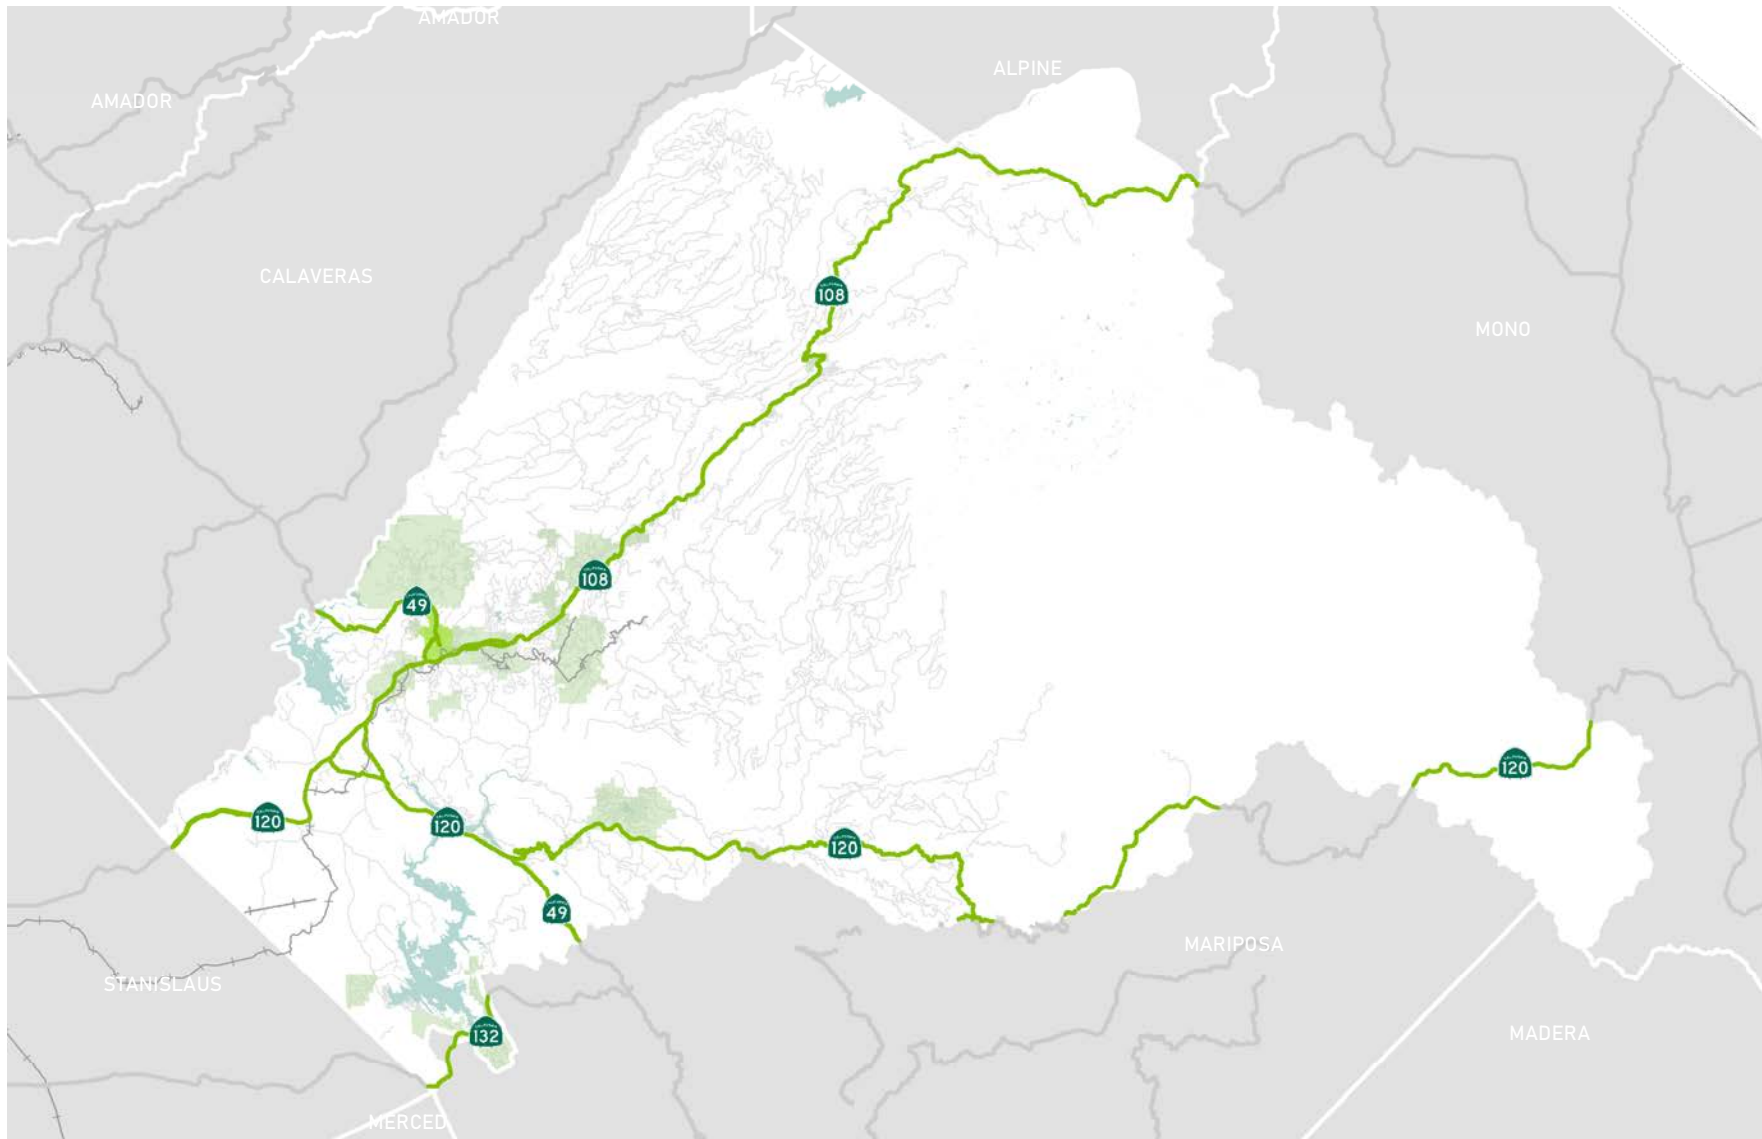 AMADOR
ALPINE
AMADOR
CALAVERAS
108
MONO
108
49
120
120
120
120
49
MARIPOSA
STANISLAUS
132
MADERA
MERCED